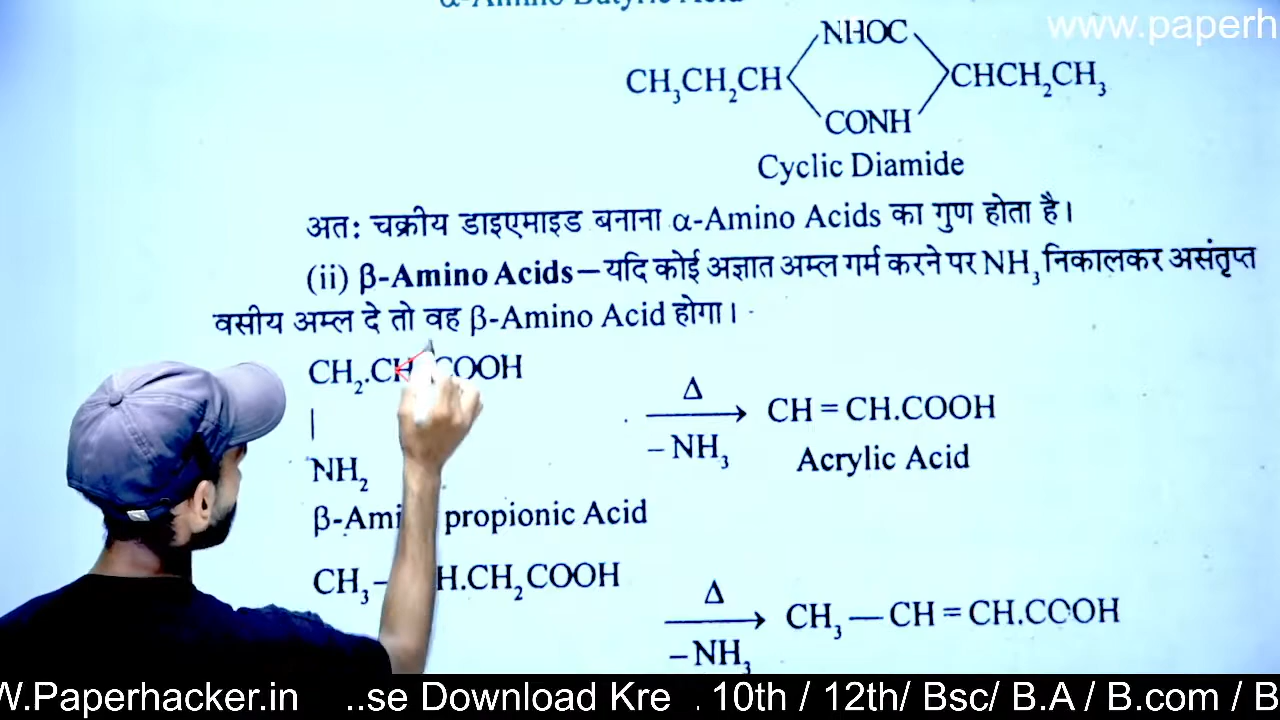 α-Amino Butyric Acid
www.paperh
NHOC
CH₃CH₂CH CHCH₂CH₃
CONH
Cyclic Diamide
अतः चक्रीय डाइएमाइड बनाना α-Amino Acids का गुण होता है।
(ii) β-Amino Acids—यदि कोई अज्ञात अम्ल गर्म करने पर NH₃ निकालकर असंतृप्त
वसीय अम्ल दे तो वह β-Amino Acid होगा।
CH₂.CH COOH
|
NH₂
Δ
– NH₃
CH = CH.COOH
Acrylic Acid
β-Ami propionic Acid
CH₃– H.CH₂COOH
Δ
– NH₃
CH₃ — CH = CH.COOH
W.Paperhacker.in ..se Download Kre . 10th / 12th/ Bsc/ B.A / B.com / B